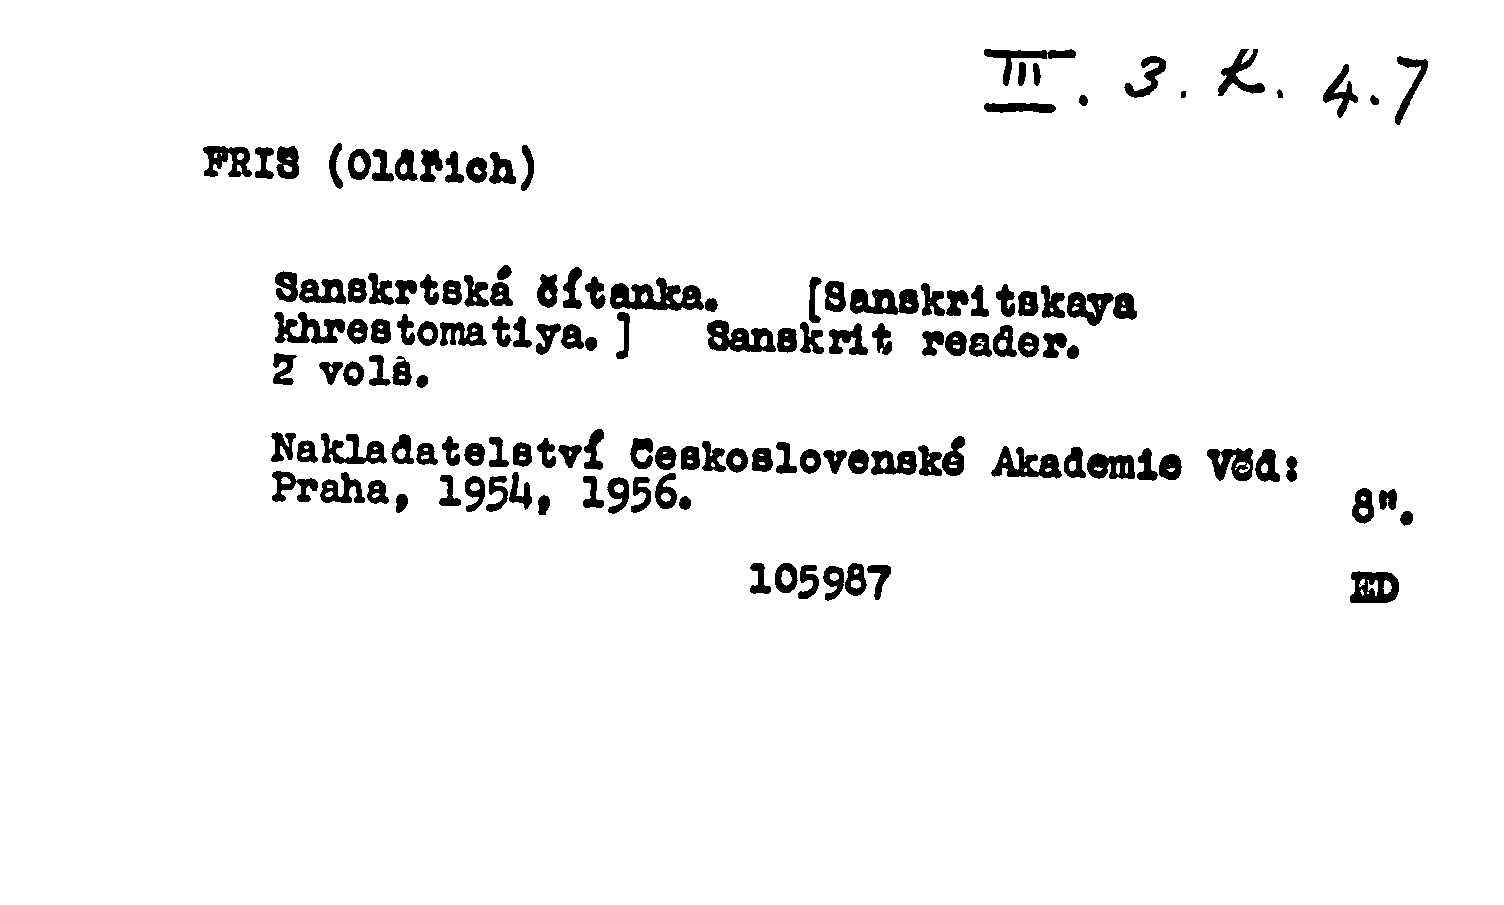 III. 3. K. 4.7
FRIŠ (Oldřich)
Sanskrtská čítanka. [Sanskritskaya
khrestomatiya.] Sanskrit reader.
2 vols.
Nakladatelství Československé Akademie Věd:
Praha, 1954, 1956.
8".
105987
ED